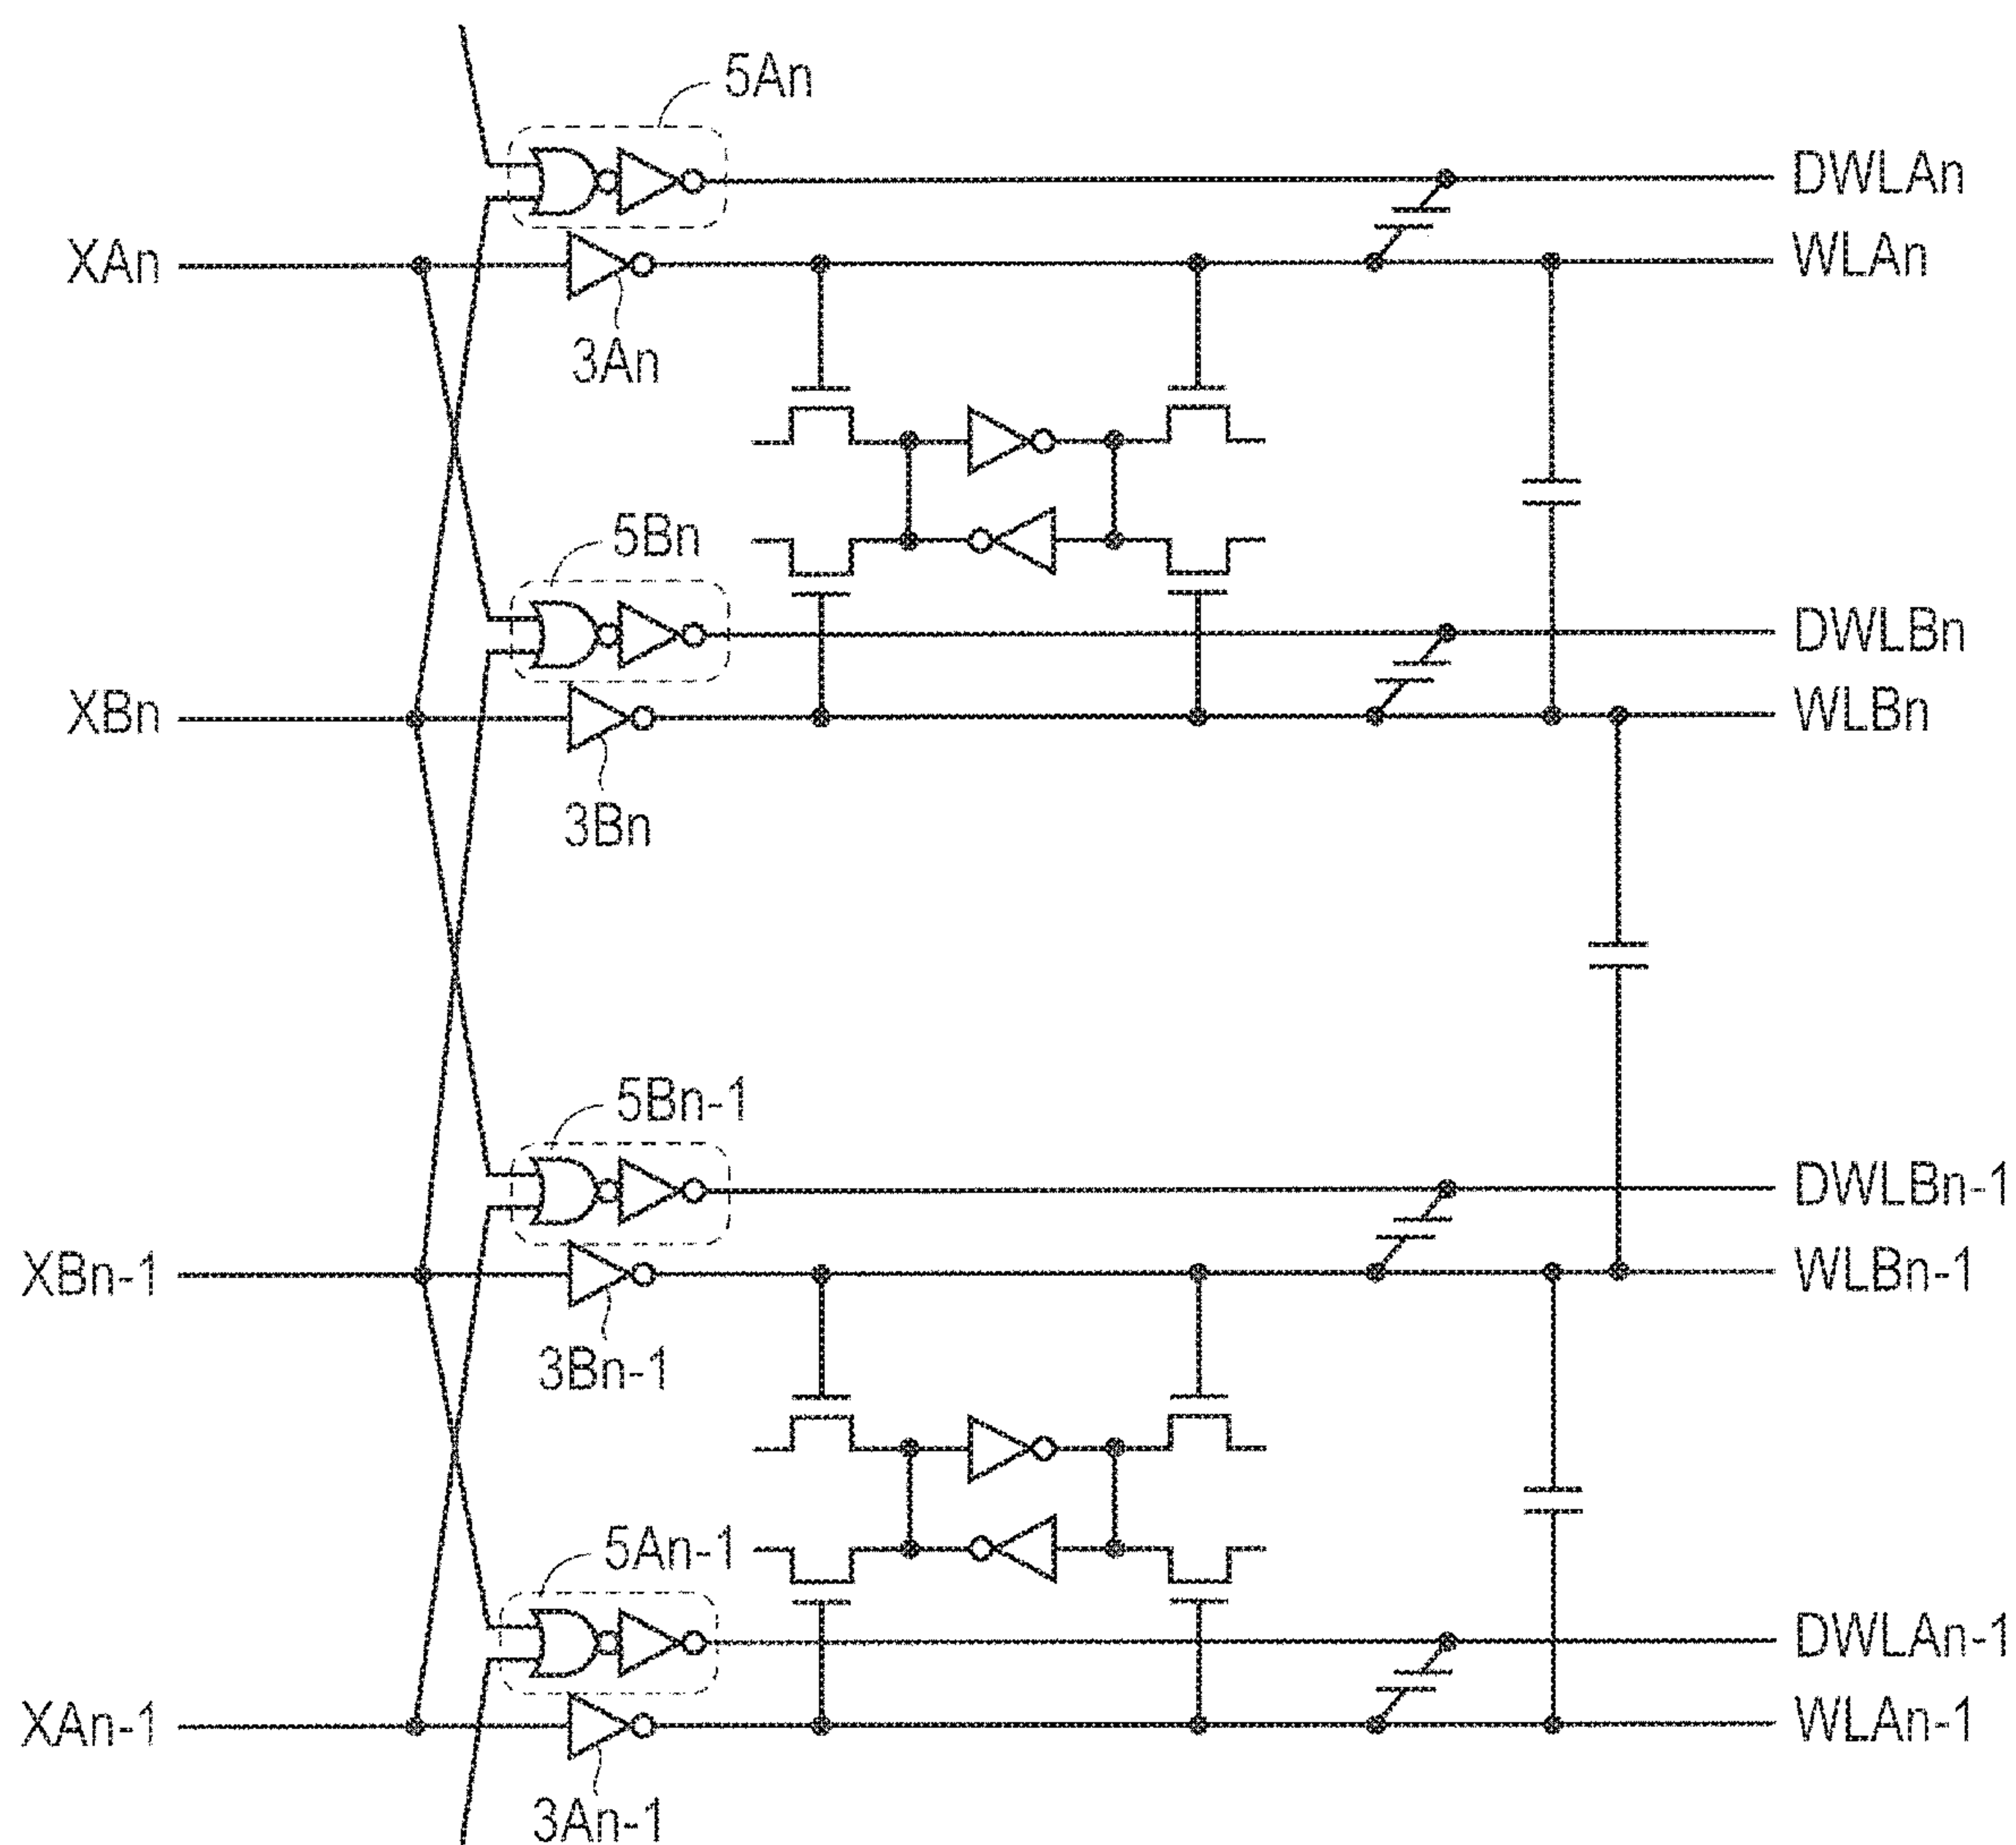 5An
DWLAn
XAn
WLAn
3An
5Bn
DWLBn
XBn
WLBn
3Bn
5Bn-1
DWLBn-1
XBn-1
WLBn-1
3Bn-1
5An-1
DWLAn-1
XAn-1
WLAn-1
3An-1